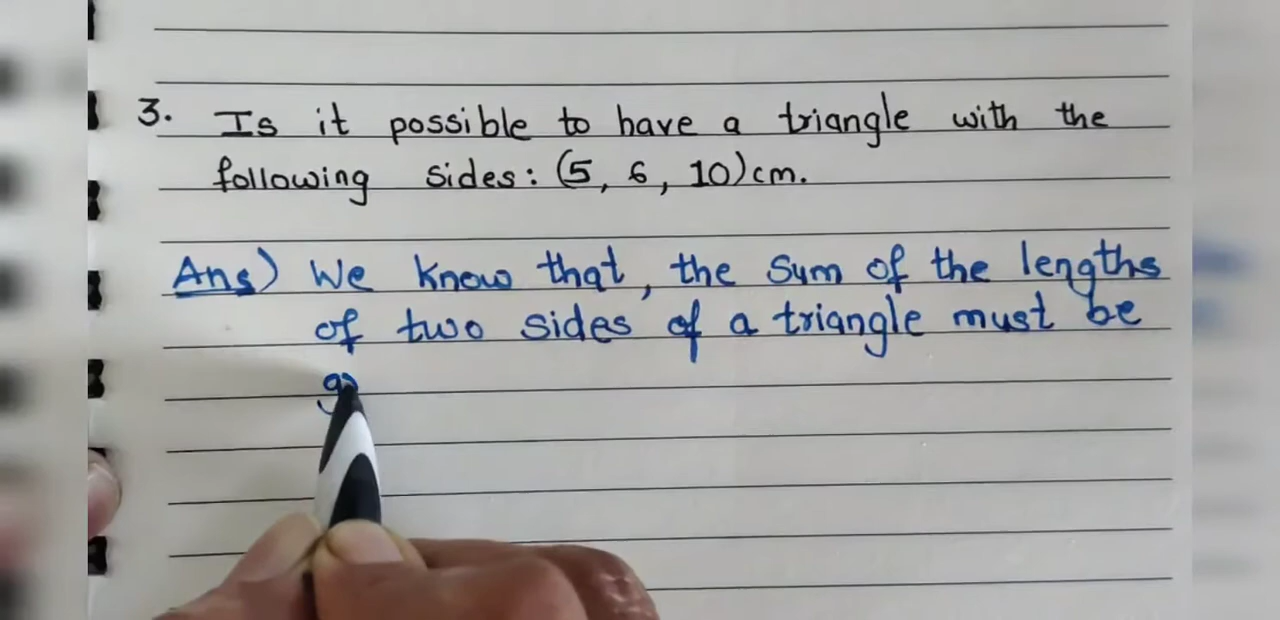 3. Is it possible to have a triangle with the
following sides: (5, 6, 10)cm.
Ans) We know that, the sum of the lengths
of two sides of a triangle must be